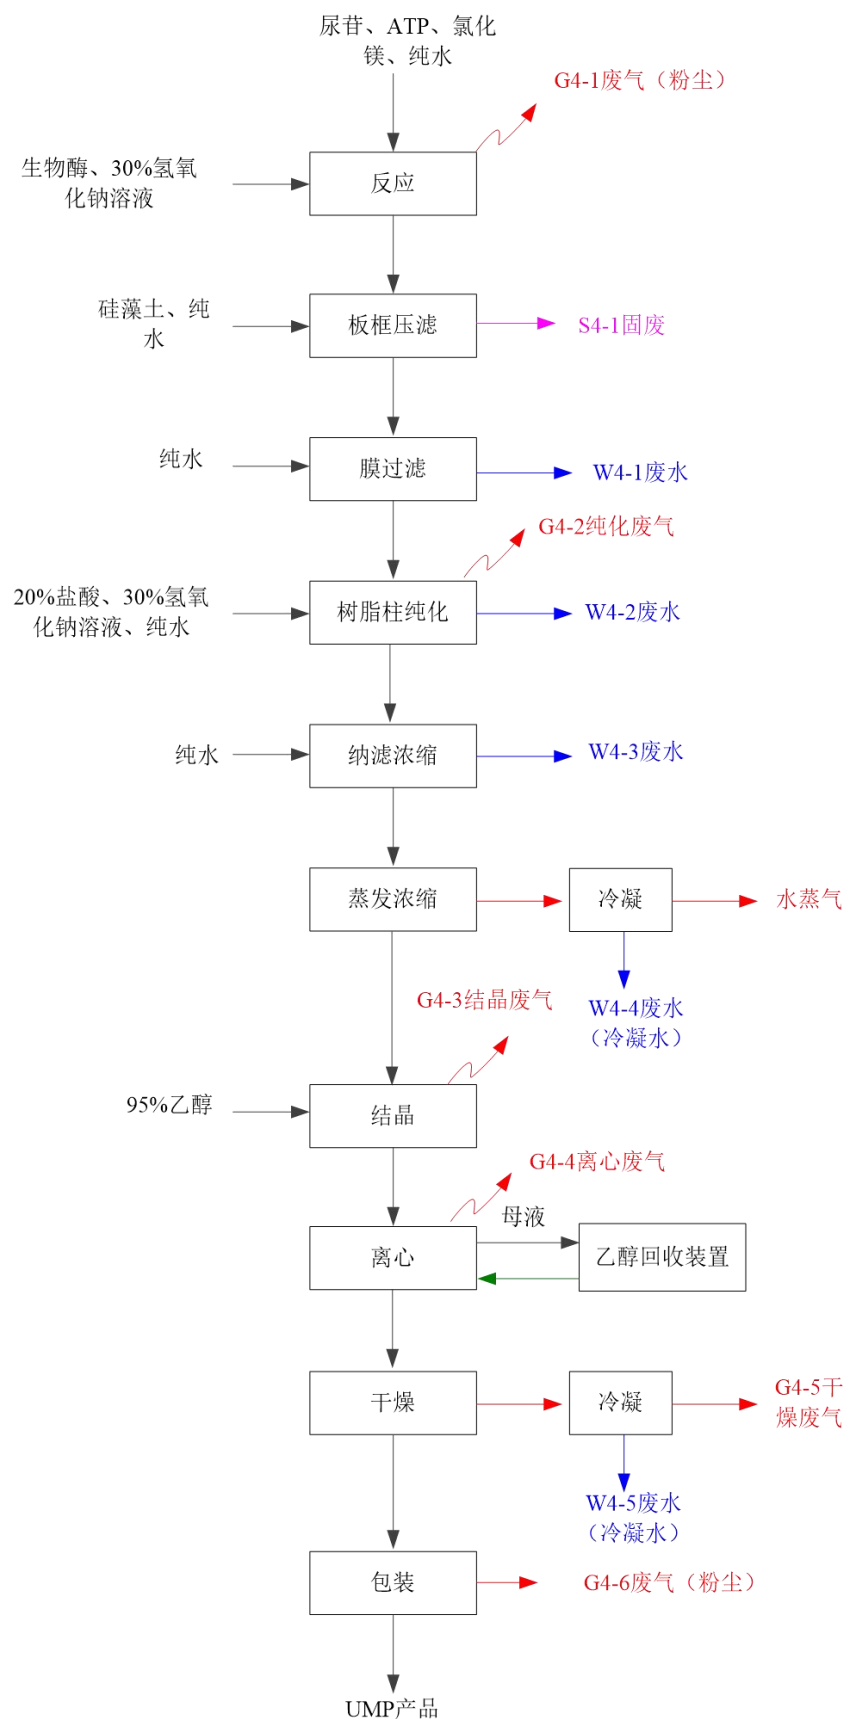 尿苷、ATP、氯化
镁、纯水
G4-1废气（粉尘）
生物酶、30%氢氧
化钠溶液
反应
硅藻土、纯
水
板框压滤
S4-1固废
纯水
膜过滤
W4-1废水
G4-2纯化废气
20%盐酸、30%氢氧
化钠溶液、纯水
树脂柱纯化
W4-2废水
纯水
纳滤浓缩
W4-3废水
蒸发浓缩
冷凝
水蒸气
G4-3结晶废气
W4-4废水
（冷凝水）
95%乙醇
结晶
G4-4离心废气
母液
离心
乙醇回收装置
干燥
冷凝
G4-5干
燥废气
W4-5废水
（冷凝水）
包装
G4-6废气（粉尘）
UMP产品